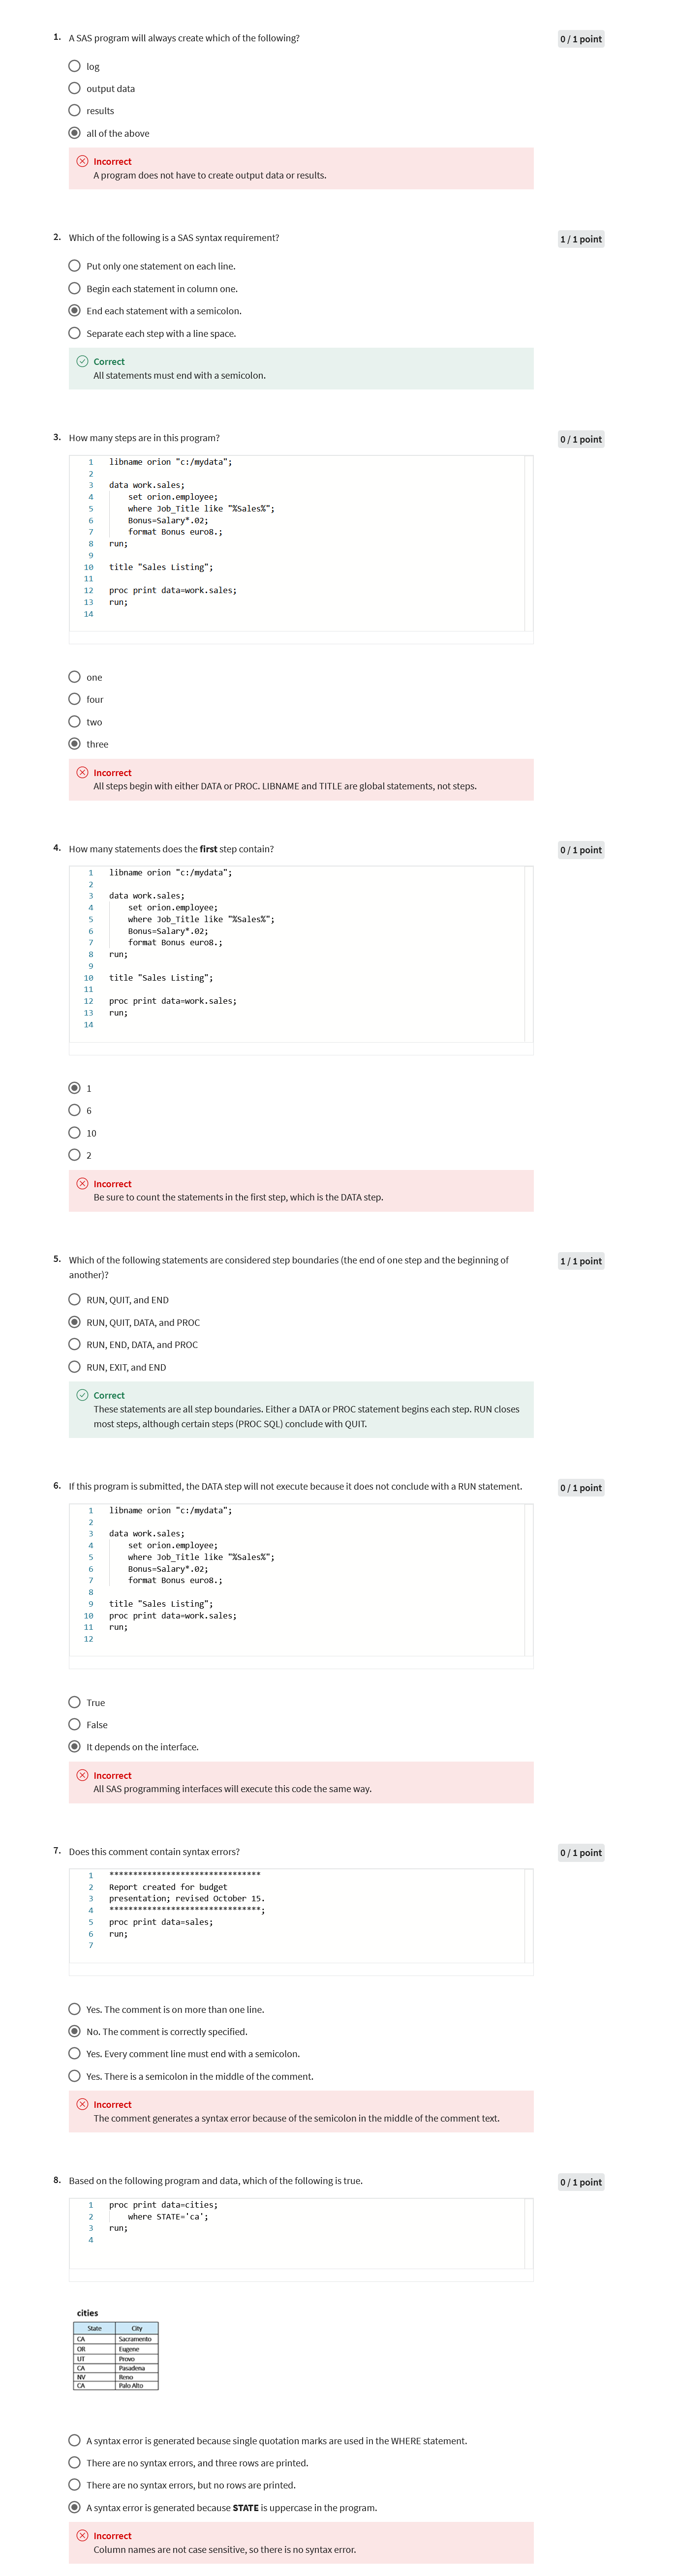 1. A SAS program will always create which of the following?
0 / 1 point
log
output data
results
all of the above
Incorrect
A program does not have to create output data or results.
2. Which of the following is a SAS syntax requirement?
1 / 1 point
Put only one statement on each line.
Begin each statement in column one.
End each statement with a semicolon.
Separate each step with a line space.
Correct
All statements must end with a semicolon.
3. How many steps are in this program?
0 / 1 point
1 libname orion "c:/mydata";
2
3 data work.sales;
4 set orion.employee;
5 where Job_Title like "%Sales%";
6 Bonus=Salary*.02;
7 format Bonus euro8.;
8 run;
9
10 title "Sales Listing";
11
12 proc print data=work.sales;
13 run;
14
one
four
two
three
Incorrect
All steps begin with either DATA or PROC. LIBNAME and TITLE are global statements, not steps.
4. How many statements does the first step contain?
0 / 1 point
1 libname orion "c:/mydata";
2
3 data work.sales;
4 set orion.employee;
5 where Job_Title like "%Sales%";
6 Bonus=Salary*.02;
7 format Bonus euro8.;
8 run;
9
10 title "Sales Listing";
11
12 proc print data=work.sales;
13 run;
14
1
6
10
2
Incorrect
Be sure to count the statements in the first step, which is the DATA step.
5. Which of the following statements are considered step boundaries (the end of one step and the beginning of
another)?
1 / 1 point
RUN, QUIT, and END
RUN, QUIT, DATA, and PROC
RUN, END, DATA, and PROC
RUN, EXIT, and END
Correct
These statements are all step boundaries. Either a DATA or PROC statement begins each step. RUN closes
most steps, although certain steps (PROC SQL) conclude with QUIT.
6. If this program is submitted, the DATA step will not execute because it does not conclude with a RUN statement.
0 / 1 point
1 libname orion "c:/mydata";
2
3 data work.sales;
4 set orion.employee;
5 where Job_Title like "%Sales%";
6 Bonus=Salary*.02;
7 format Bonus euro8.;
8
9 title "Sales Listing";
10 proc print data=work.sales;
11 run;
12
True
False
It depends on the interface.
Incorrect
All SAS programming interfaces will execute this code the same way.
7. Does this comment contain syntax errors?
0 / 1 point
1 ********************************
2 Report created for budget
3 presentation; revised October 15.
4 ********************************;
5 proc print data=sales;
6 run;
7
Yes. The comment is on more than one line.
No. The comment is correctly specified.
Yes. Every comment line must end with a semicolon.
Yes. There is a semicolon in the middle of the comment.
Incorrect
The comment generates a syntax error because of the semicolon in the middle of the comment text.
8. Based on the following program and data, which of the following is true.
0 / 1 point
1 proc print data=cities;
2 where STATE='ca';
3 run;
4
cities
State City
CA Sacramento
OR Eugene
UT Provo
CA Pasadena
NV Reno
CA Palo Alto
A syntax error is generated because single quotation marks are used in the WHERE statement.
There are no syntax errors, and three rows are printed.
There are no syntax errors, but no rows are printed.
A syntax error is generated because STATE is uppercase in the program.
Incorrect
Column names are not case sensitive, so there is no syntax error.